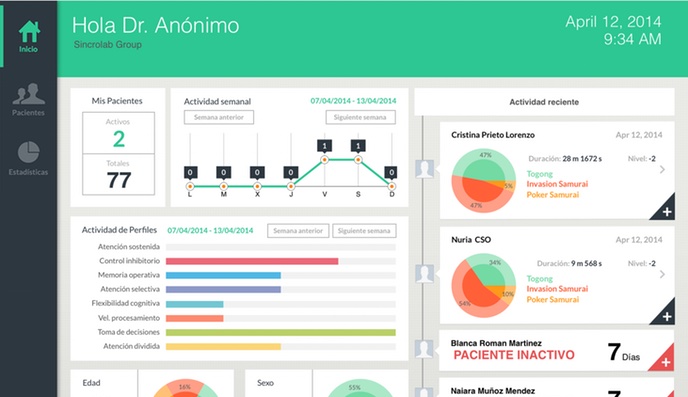 Hola Dr. Anónimo
Sincrolab Group
April 12, 2014
9:34 AM
Inicio
Pacientes
Estadísticas
Mis Pacientes
Activos
2
Totales
77
Actividad semanal
07/04/2014 - 13/04/2014
Semana anterior
Siguiente semana
0 0 0 0 1 1 0
L M X J V S D
Actividad de Perfiles
07/04/2014 - 13/04/2014
Semana anterior
Siguiente semana
Atención sostenida
Control inhibitorio
Memoria operativa
Atención selectiva
Flexibilidad cognitiva
Vel. procesamiento
Toma de decisiones
Atención dividida
Edad
16%
Sexo
55%
Actividad reciente
Cristina Prieto Lorenzo
Apr 12, 2014
47%
5%
47%
Duración: 28 m 1672 s
Nivel: -2
Togong
Invasion Samurai
Poker Samurai
+
Nuria CSO
Apr 12, 2014
34%
10%
54%
Duración: 9 m 568 s
Nivel: -2
Togong
Invasion Samurai
Poker Samurai
+
Blanca Roman Martinez
PACIENTE INACTIVO
7 Dias
+
Naiara Muñoz Mendez